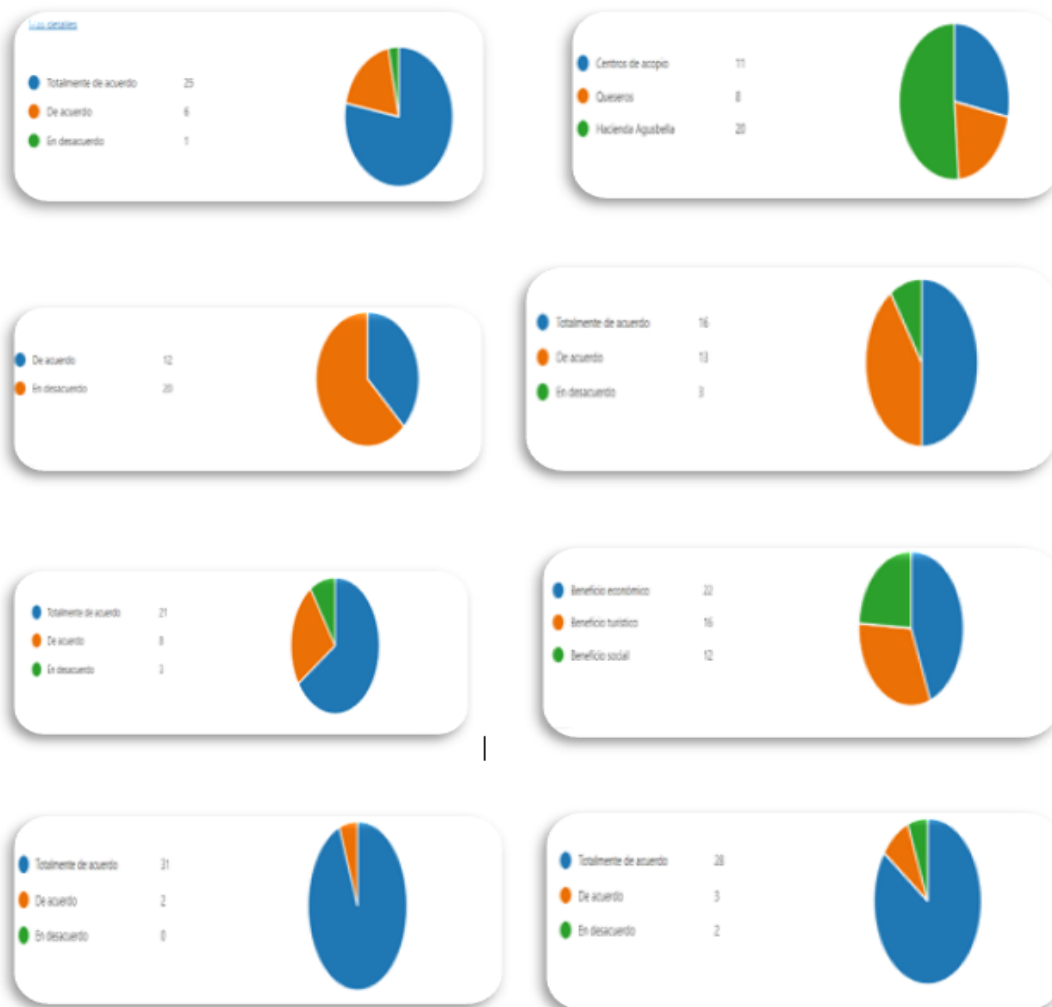 Más detalles
Totalmente de acuerdo 25
De acuerdo 6
En desacuerdo 1
Centros de acopio 11
Queseros 8
Hacienda Agusbella 20
De acuerdo 12
En desacuerdo 20
Totalmente de acuerdo 16
De acuerdo 13
En desacuerdo 3
Totalmente de acuerdo 21
De acuerdo 8
En desacuerdo 3
Beneficio económico 22
Beneficio turístico 16
Beneficio social 12
Totalmente de acuerdo 31
De acuerdo 2
En desacuerdo 0
Totalmente de acuerdo 28
De acuerdo 3
En desacuerdo 2